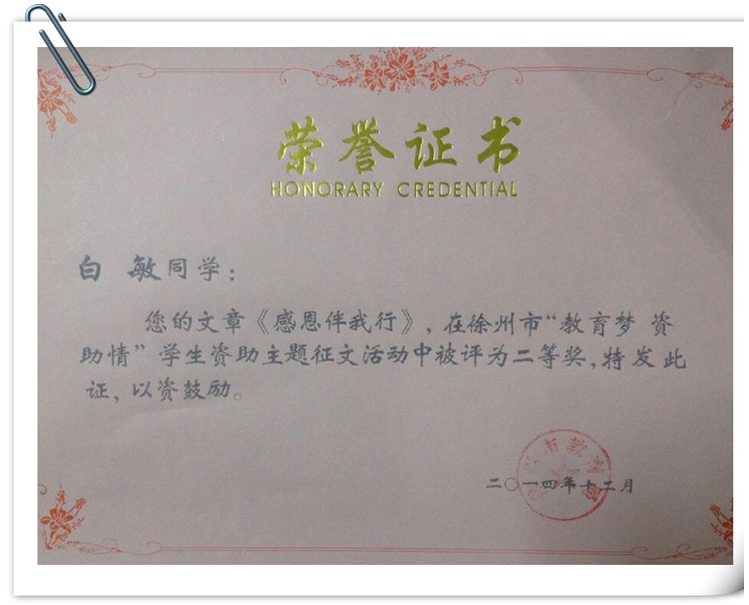 荣誉证书
HONORARY CREDENTIAL
白 敏同学：
您的文章《感恩伴我行》，在徐州市“教育梦 资
助情”学生资助主题征文活动中被评为二等奖，特发此
证，以资鼓励。
二〇一四年十二月